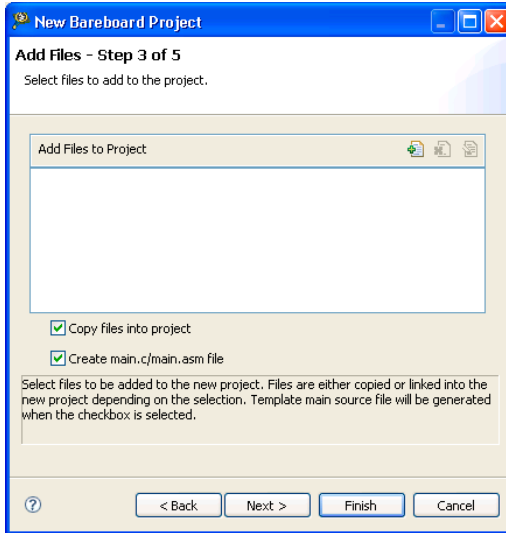 New Bareboard Project
Add Files - Step 3 of 5
Select files to add to the project.
Add Files to Project
Copy files into project
Create main.c/main.asm file
Select files to be added to the new project. Files are either copied or linked into the
new project depending on the selection. Template main source file will be generated
when the checkbox is selected.
?
< Back
Next >
Finish
Cancel